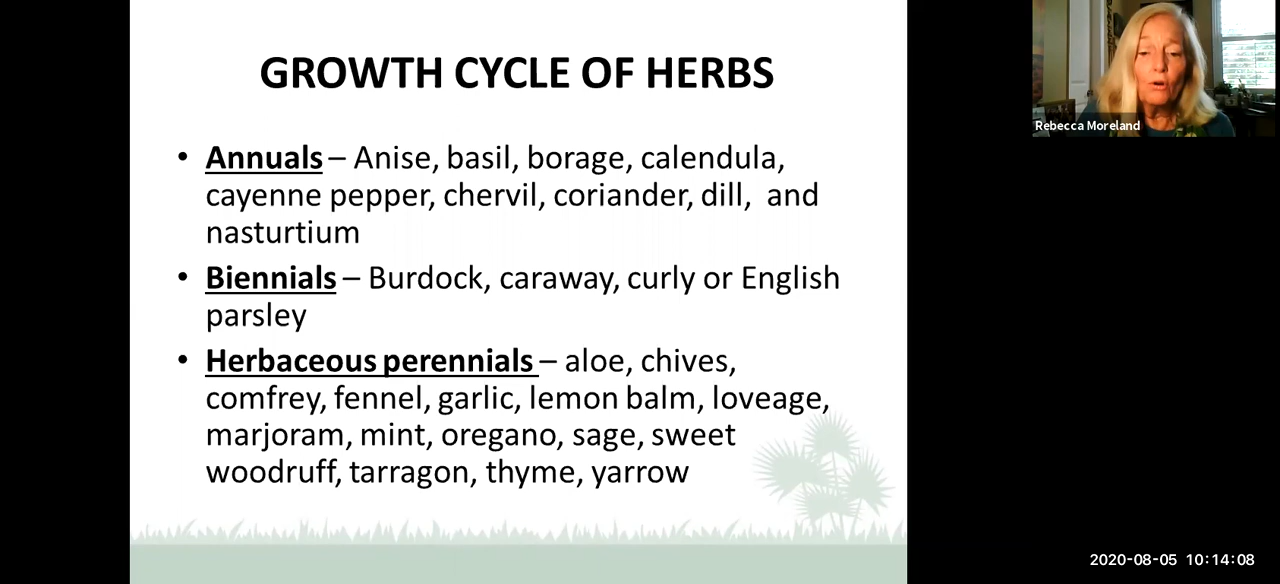 GROWTH CYCLE OF HERBS
• Annuals – Anise, basil, borage, calendula,
cayenne pepper, chervil, coriander, dill,  and
nasturtium
• Biennials – Burdock, caraway, curly or English
parsley
• Herbaceous perennials – aloe, chives,
comfrey, fennel, garlic, lemon balm, loveage,
marjoram, mint, oregano, sage, sweet
woodruff, tarragon, thyme, yarrow
Rebecca Moreland
2020-08-05 10:14:08